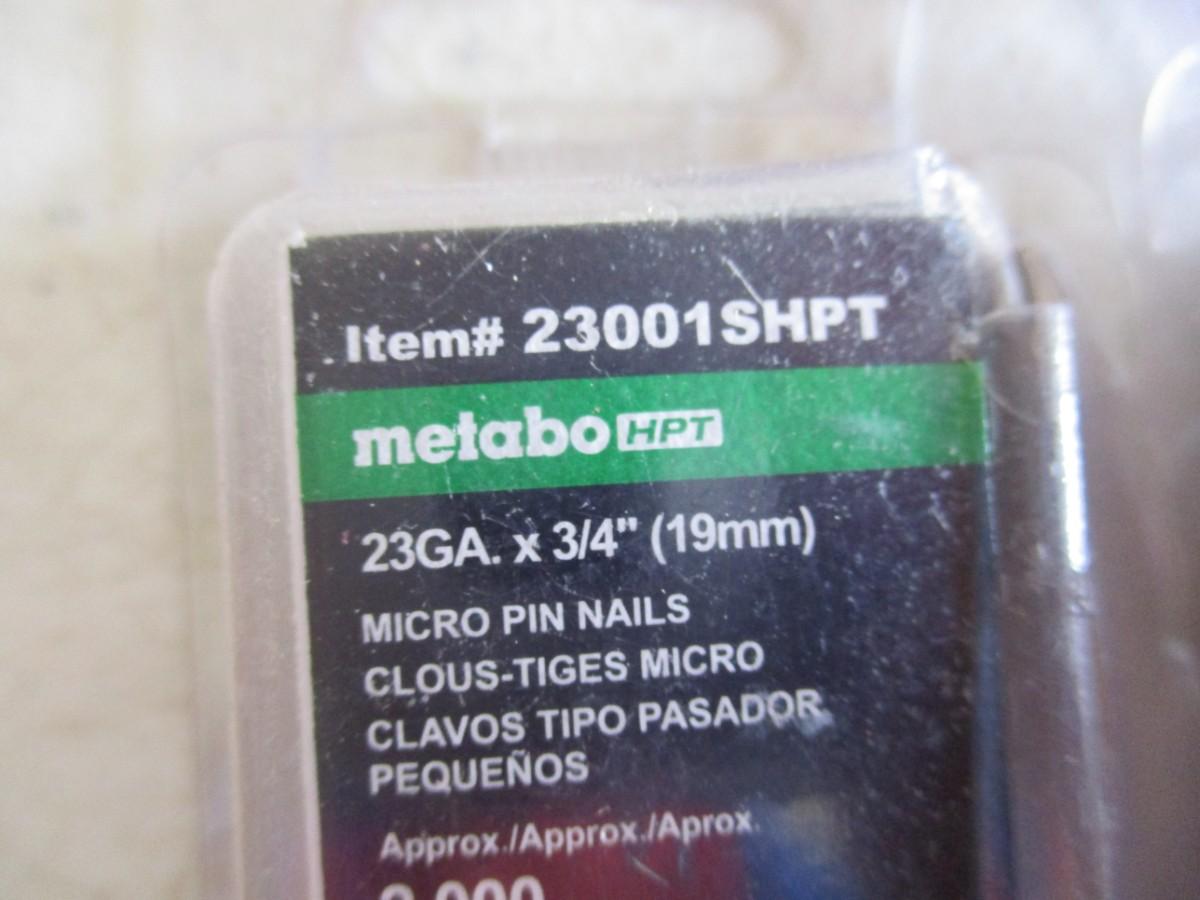 Item# 23001SHPT
metabo HPT
23GA. x 3/4" (19mm)
MICRO PIN NAILS
CLOUS-TIGES MICRO
CLAVOS TIPO PASADOR
PEQUEÑOS
Approx./Approx./Aprox.